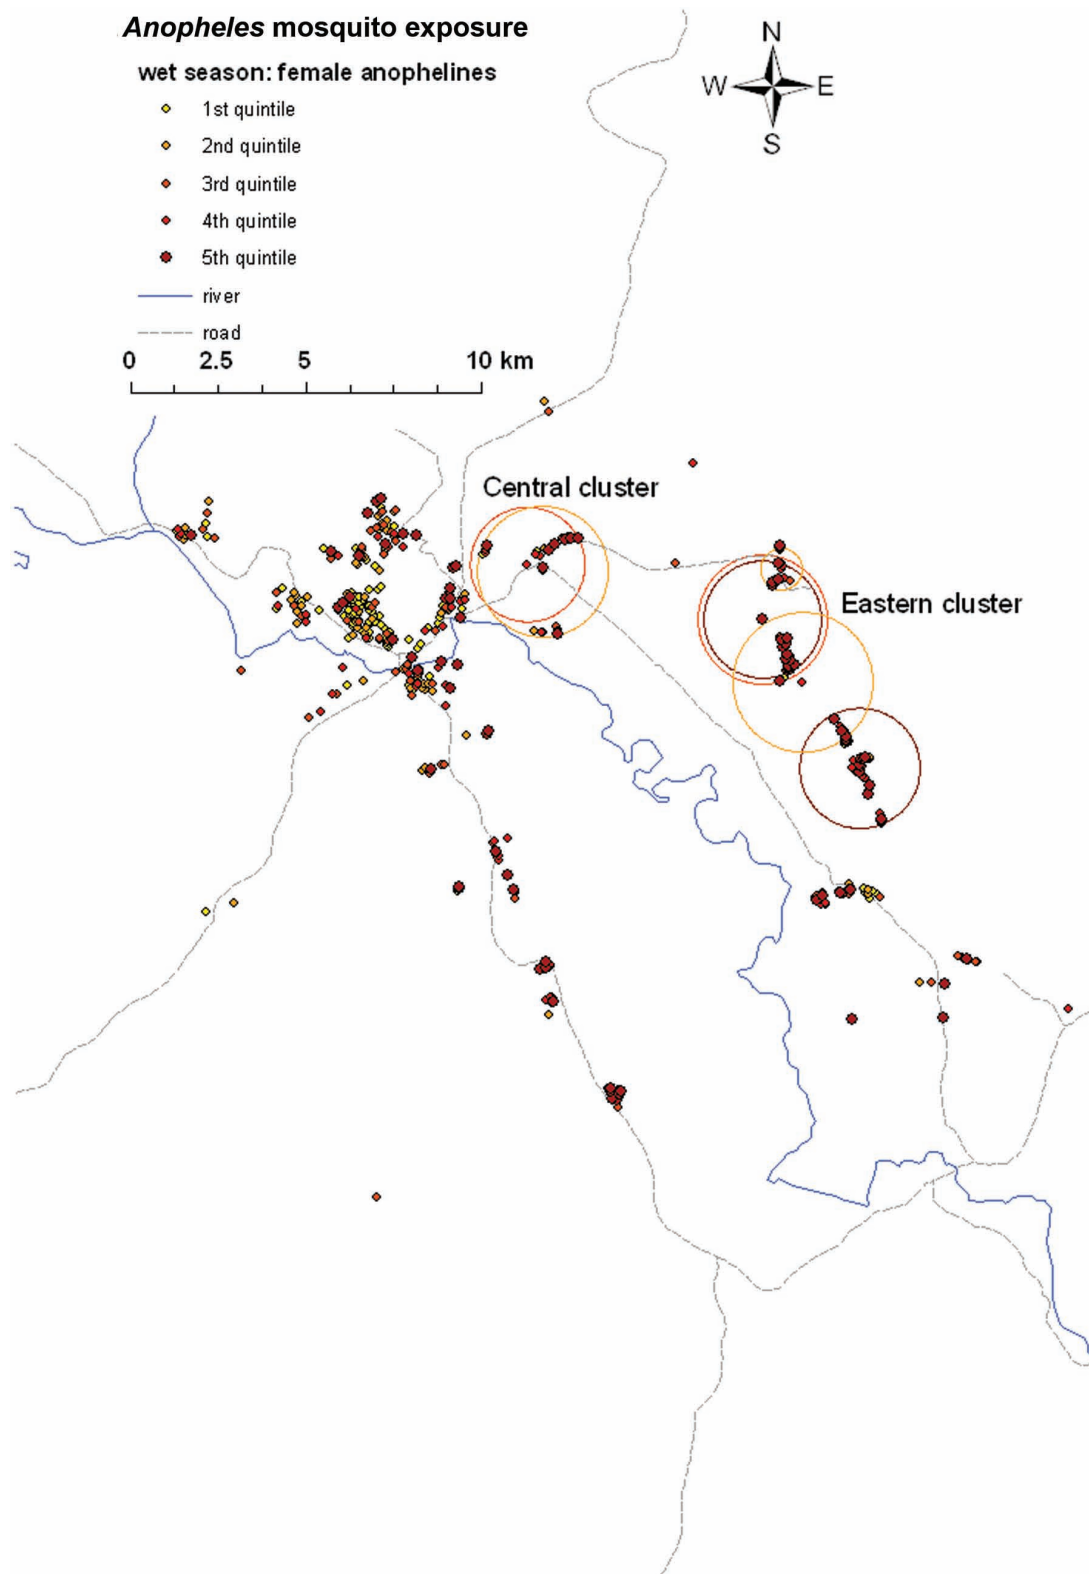 Anopheles mosquito exposure
wet season: female anophelines
1st quintile
2nd quintile
3rd quintile
4th quintile
5th quintile
river
road
0 2.5 5 10 km
N
W E
S
Central cluster
Eastern cluster